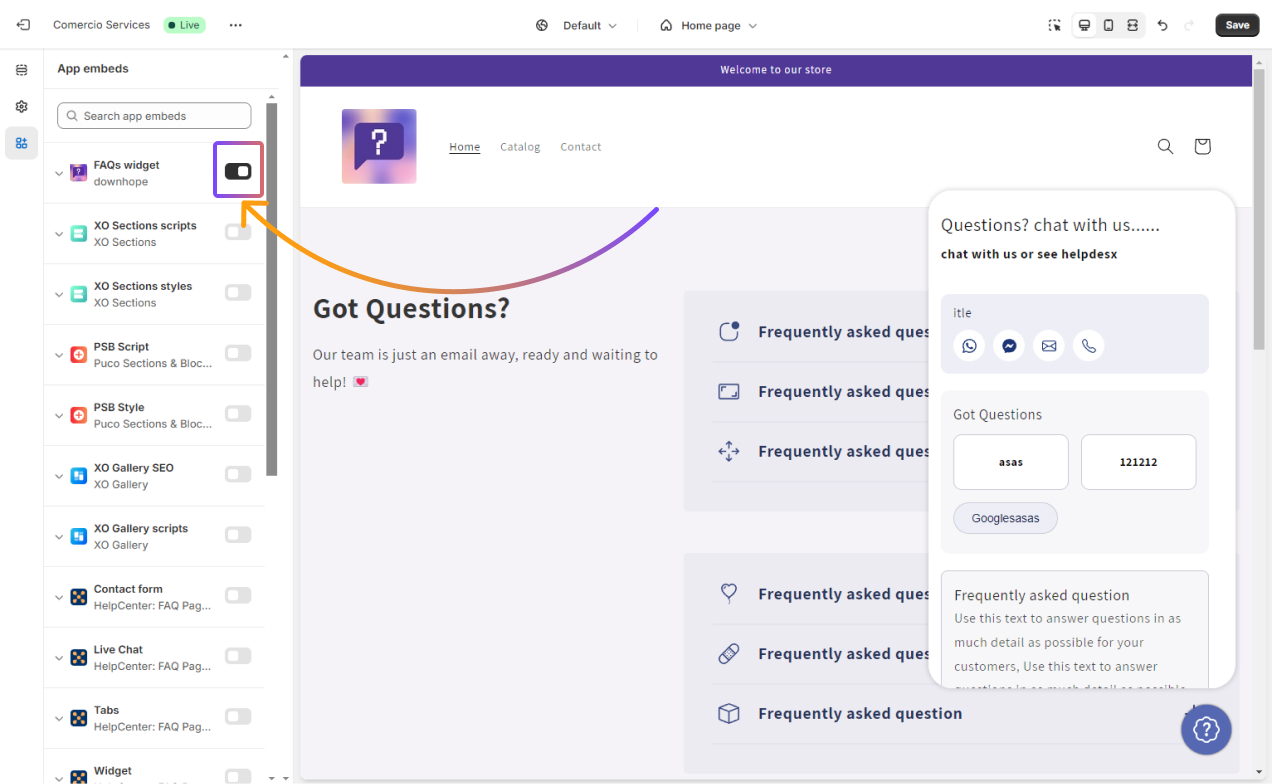 Comercio Services
Live
Default
Home page
Save
App embeds
Search app embeds
FAQs widget
downhope
XO Sections scripts
XO Sections
XO Sections styles
XO Sections
PSB Script
Puco Sections & Bloc...
PSB Style
Puco Sections & Bloc...
XO Gallery SEO
XO Gallery
XO Gallery scripts
XO Gallery
Contact form
HelpCenter: FAQ Pag...
Live Chat
HelpCenter: FAQ Pag...
Tabs
HelpCenter: FAQ Pag...
Widget
Welcome to our store
?
Home
Catalog
Contact
Got Questions?
Our team is just an email away, ready and waiting to
help! 💌
Frequently asked ques
Frequently asked ques
Frequently asked ques
Frequently asked ques
Frequently asked ques
Frequently asked question
Questions? chat with us......
chat with us or see helpdesx
itle
Got Questions
asas
121212
Googlesasas
Frequently asked question
Use this text to answer questions in as
much detail as possible for your
customers, Use this text to answer
questions in as much detail as possible
?